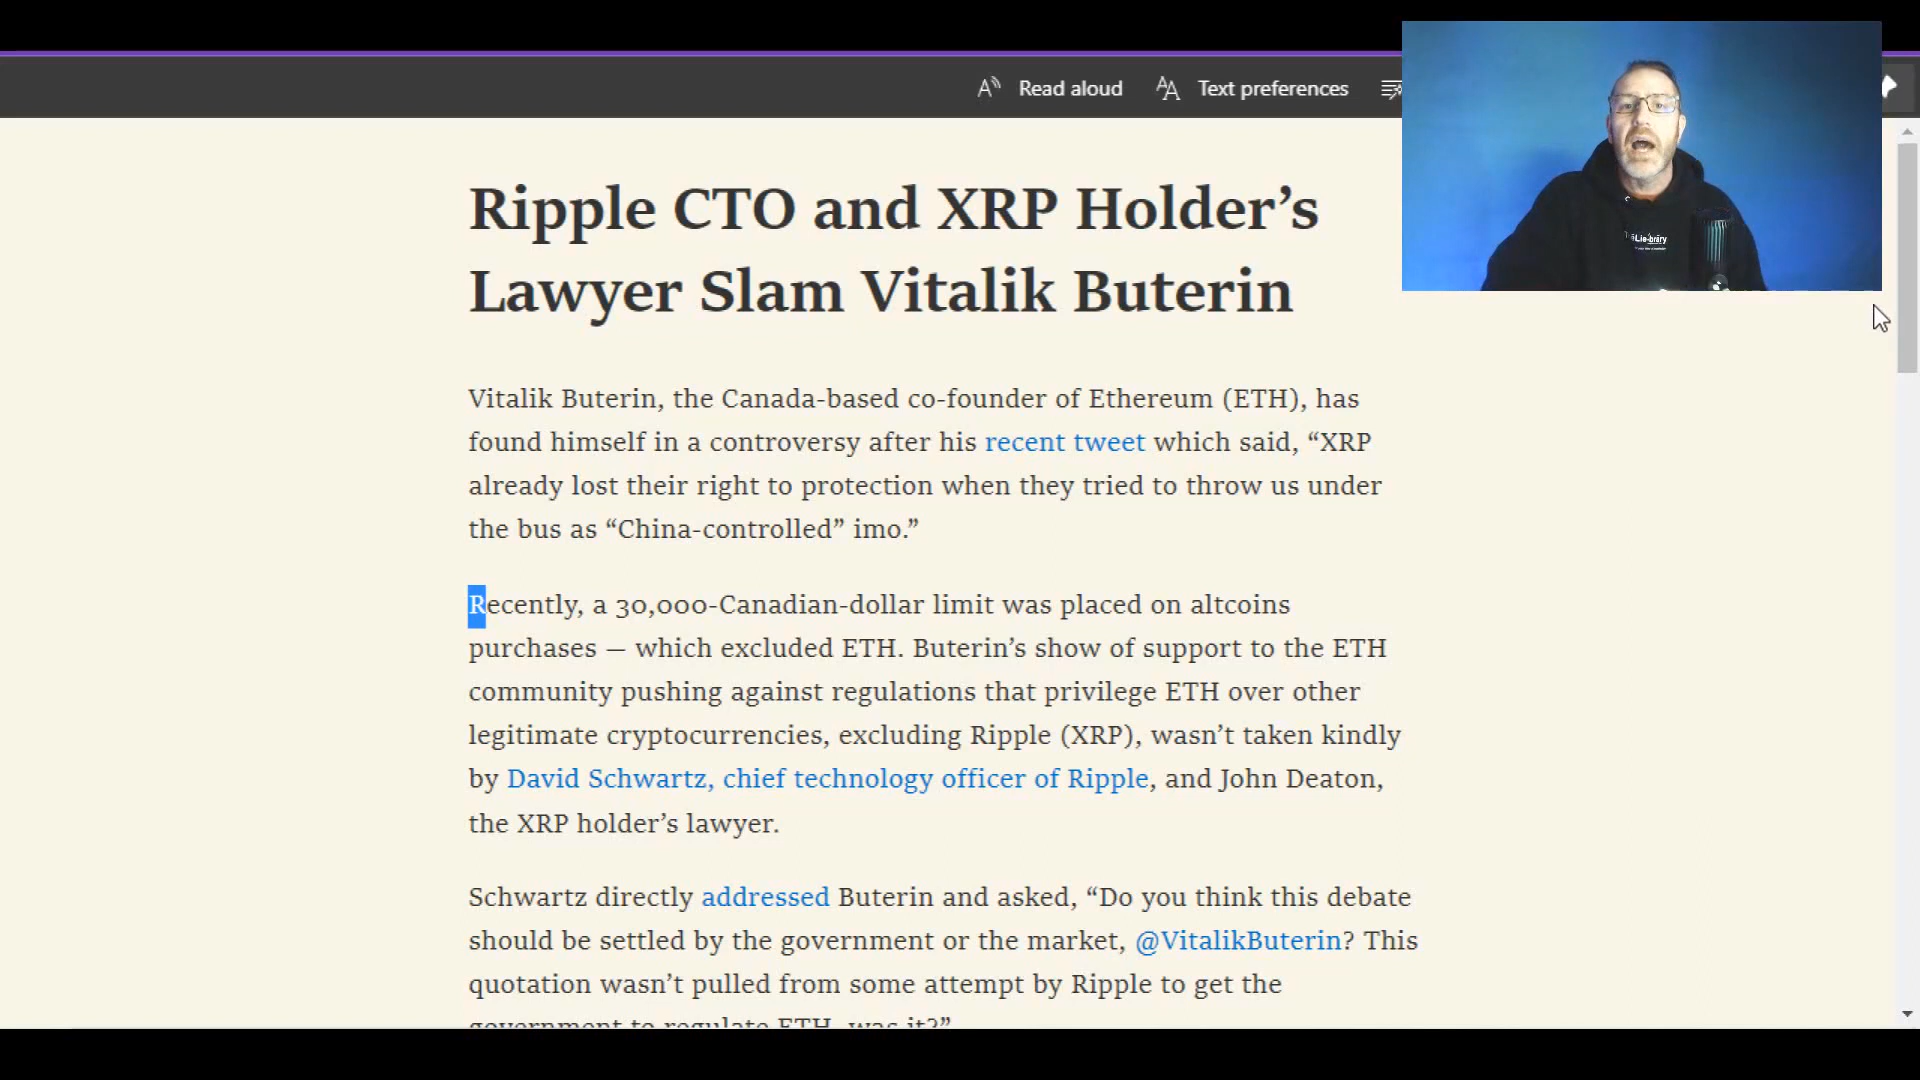 Read aloud
Text preferences
Ripple CTO and XRP Holder’s
Lawyer Slam Vitalik Buterin
Vitalik Buterin, the Canada-based co-founder of Ethereum (ETH), has
found himself in a controversy after his recent tweet which said, “XRP
already lost their right to protection when they tried to throw us under
the bus as “China-controlled” imo.”
Recently, a 30,000-Canadian-dollar limit was placed on altcoins
purchases — which excluded ETH. Buterin’s show of support to the ETH
community pushing against regulations that privilege ETH over other
legitimate cryptocurrencies, excluding Ripple (XRP), wasn’t taken kindly
by David Schwartz, chief technology officer of Ripple, and John Deaton,
the XRP holder’s lawyer.
Schwartz directly addressed Buterin and asked, “Do you think this debate
should be settled by the government or the market, @VitalikButerin? This
quotation wasn’t pulled from some attempt by Ripple to get the
government to regulate ETH, was it?”